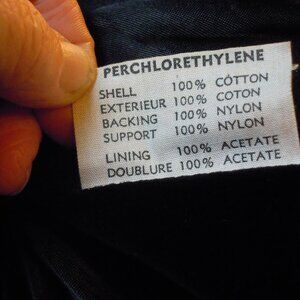 PERCHLORETHYLENE
SHELL 100% COTTON
EXTERIEUR 100% COTON
BACKING 100% NYLON
SUPPORT 100% NYLON
LINING 100% ACETATE
DOUBLURE 100% ACETATE